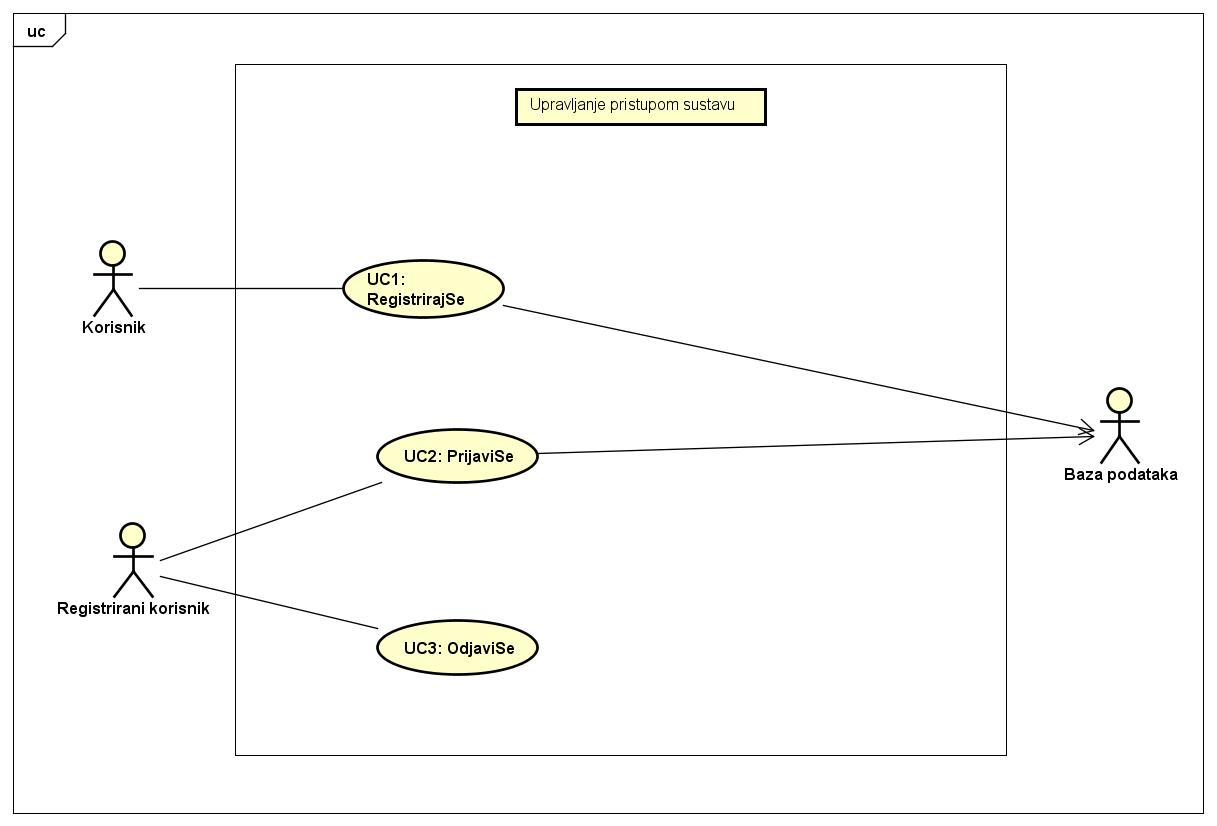 uc
Upravljanje pristupom sustavu
UC1:
RegistrirajSe
Korisnik
UC2: PrijaviSe
Baza podataka
Registrirani korisnik
UC3: OdjaviSe